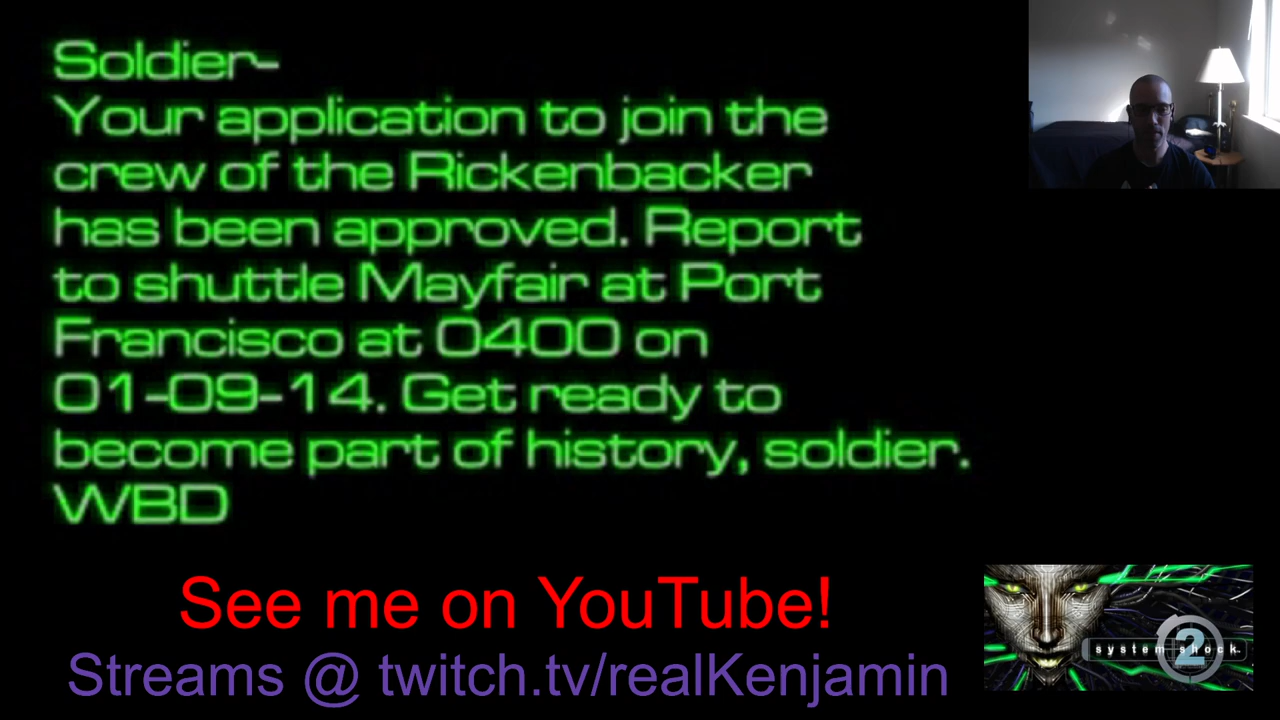 Soldier-
Your application to join the
crew of the Rickenbacker
has been approved. Report
to shuttle Mayfair at Port
Francisco at 0400 on
01-09-14. Get ready to
become part of history, soldier.
WBD
See me on YouTube!
Streams @ twitch.tv/realKenjamin
system shock
2